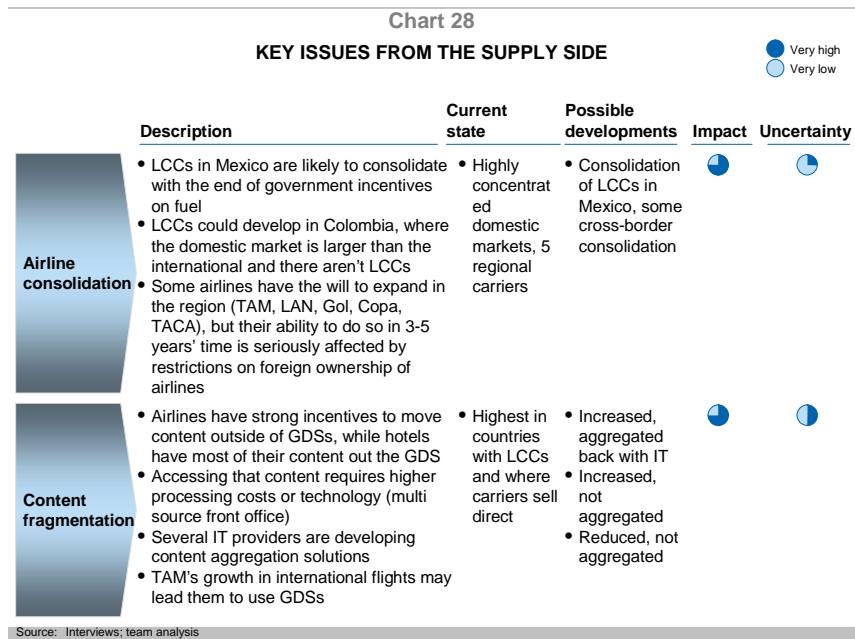 Chart 28
KEY ISSUES FROM THE SUPPLY SIDE
Very high
Very low
Description
Current
state
Possible
developments
Impact
Uncertainty
Airline
consolidation
• LCCs in Mexico are likely to consolidate
with the end of government incentives
on fuel
• LCCs could develop in Colombia, where
the domestic market is larger than the
international and there aren't LCCs
• Some airlines have the will to expand in
the region (TAM, LAN, Gol, Copa,
TACA), but their ability to do so in 3-5
years' time is seriously affected by
restrictions on foreign ownership of
airlines
• Highly
concentrat
ed
domestic
markets, 5
regional
carriers
• Consolidation
of LCCs in
Mexico, some
cross-border
consolidation
Content
fragmentation
• Airlines have strong incentives to move
content outside of GDSs, while hotels
have most of their content out the GDS
• Accessing that content requires higher
processing costs or technology (multi
source front office)
• Several IT providers are developing
content aggregation solutions
• TAM's growth in international flights may
lead them to use GDSs
• Highest in
countries
with LCCs
and where
carriers sell
direct
• Increased,
aggregated
back with IT
• Increased,
not
aggregated
• Reduced, not
aggregated
Source: Interviews; team analysis